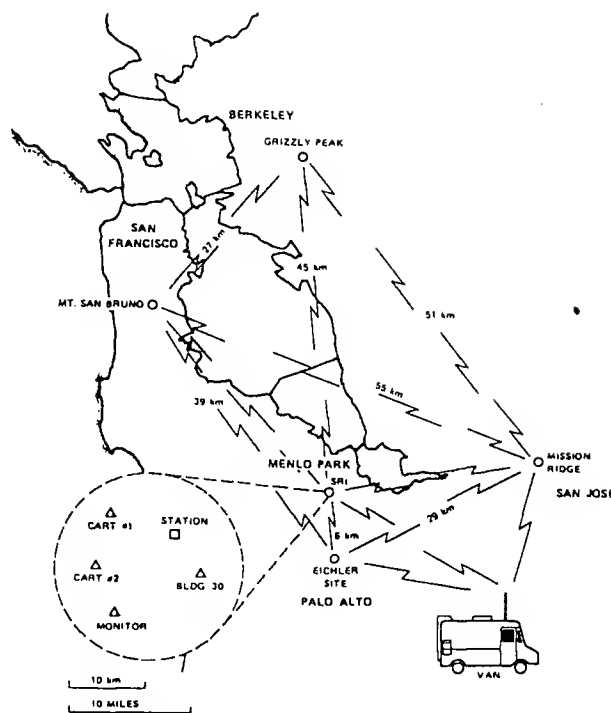 BERKELEY
GRIZZLY PEAK
SAN
FRANCISCO
27 km
45 km
MT. SAN BRUNO
51 km
55 km
39 km
MENLO PARK
SRI
MISSION
RIDGE
SAN JOSE
29 km
6 km
EICHLER
SITE
PALO ALTO
CART #1
STATION
CART #2
BLDG 30
MONITOR
VAN
10 km
10 MILES